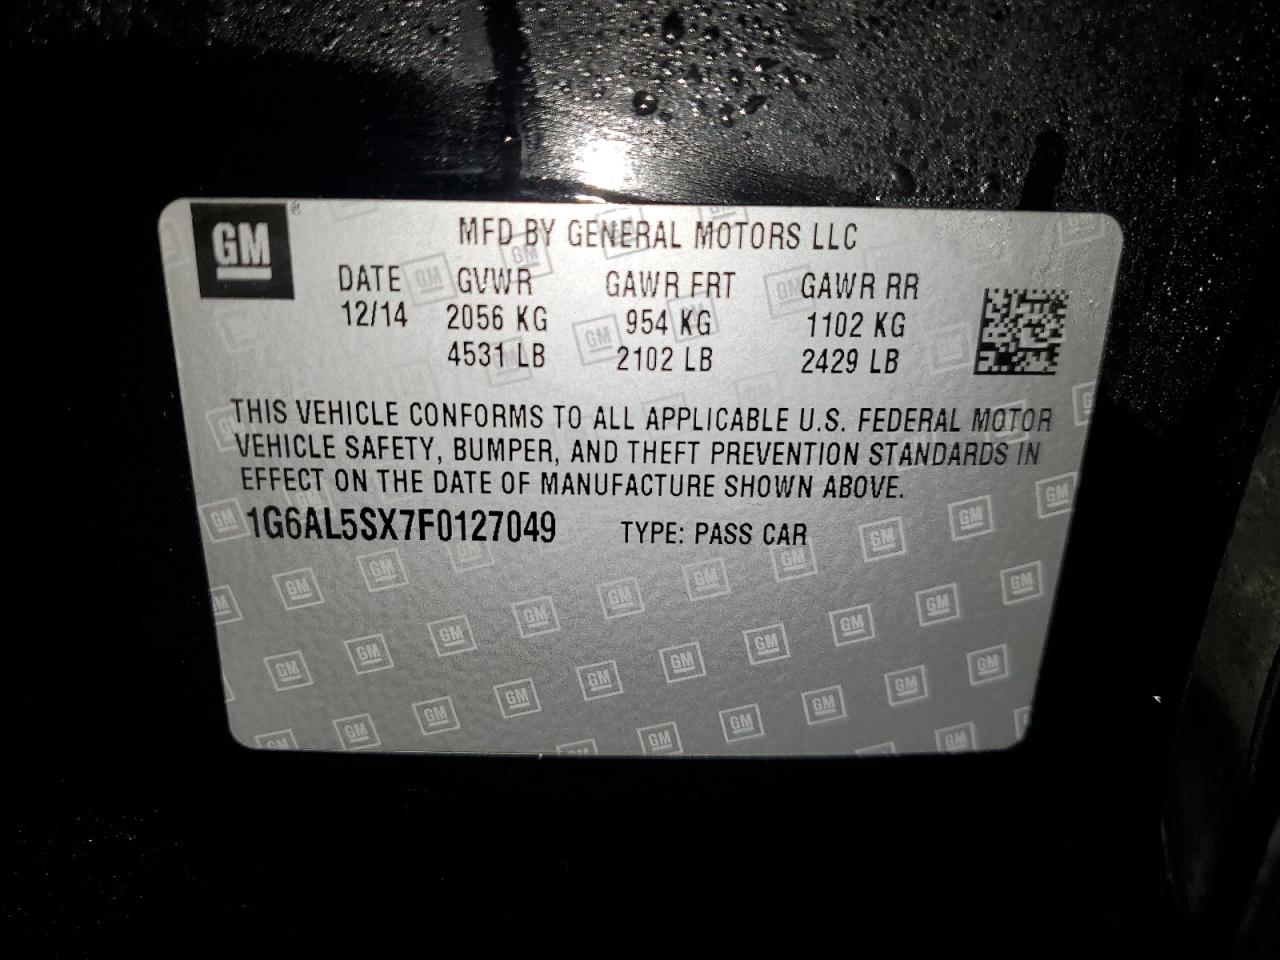 GM
MFD BY GENERAL MOTORS LLC
DATE GVWR GAWR FRT GAWR RR
12/14 2056 KG 954 KG 1102 KG
4531 LB 2102 LB 2429 LB
THIS VEHICLE CONFORMS TO ALL APPLICABLE U.S. FEDERAL MOTOR
VEHICLE SAFETY, BUMPER, AND THEFT PREVENTION STANDARDS IN
EFFECT ON THE DATE OF MANUFACTURE SHOWN ABOVE.
1G6AL5SX7F0127049 TYPE: PASS CAR